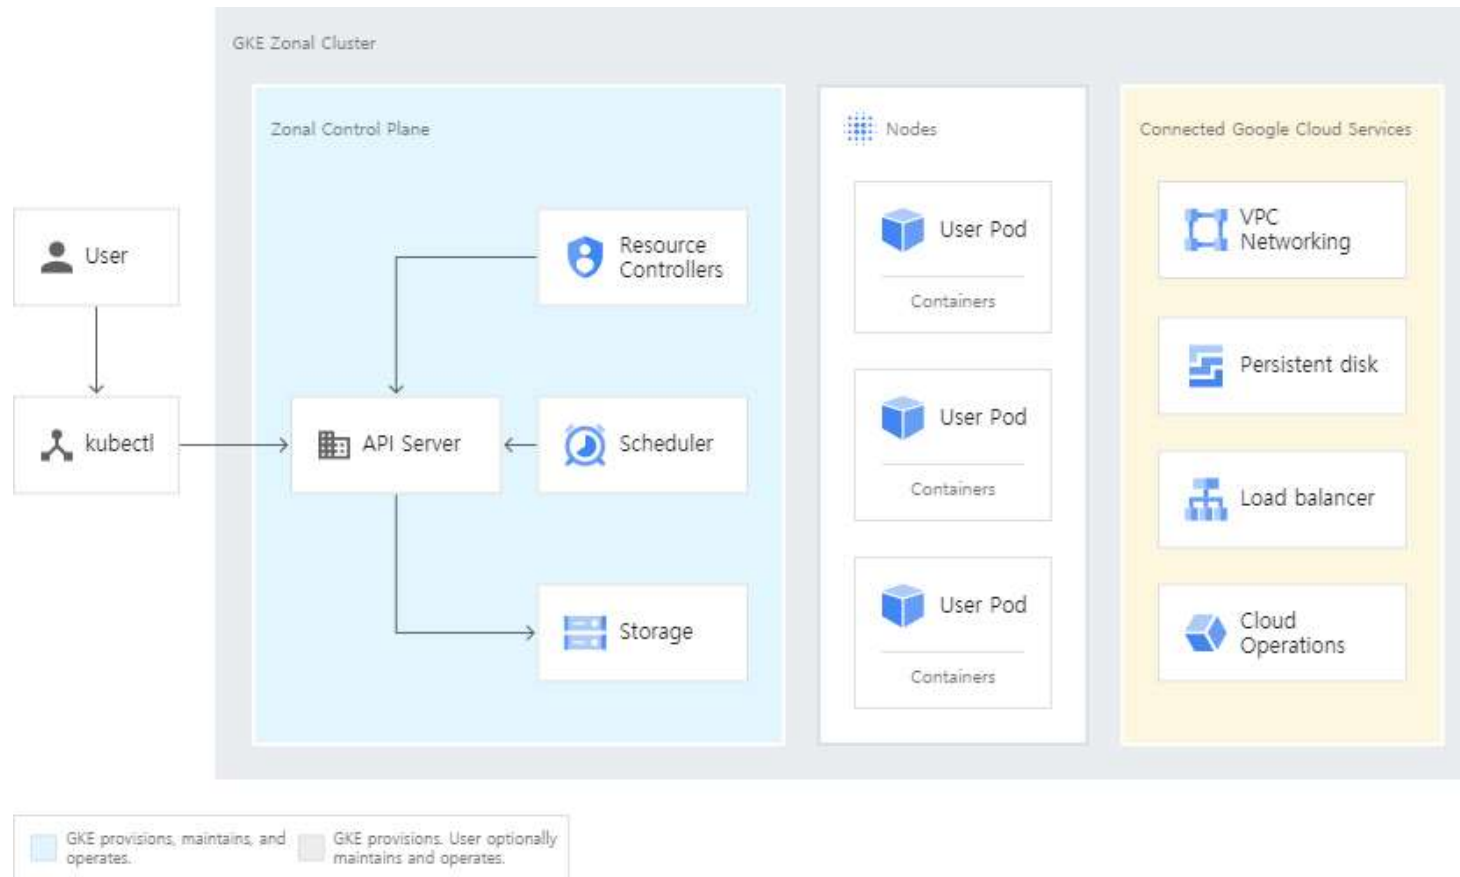 GKE Zonal Cluster
Zonal Control Plane
Nodes
Connected Google Cloud Services
User
kubectl
Resource
Controllers
API Server
Scheduler
Storage
User Pod
Containers
User Pod
Containers
User Pod
Containers
VPC
Networking
Persistent disk
Load balancer
Cloud
Operations
GKE provisions, maintains, and
operates.
GKE provisions. User optionally
maintains and operates.